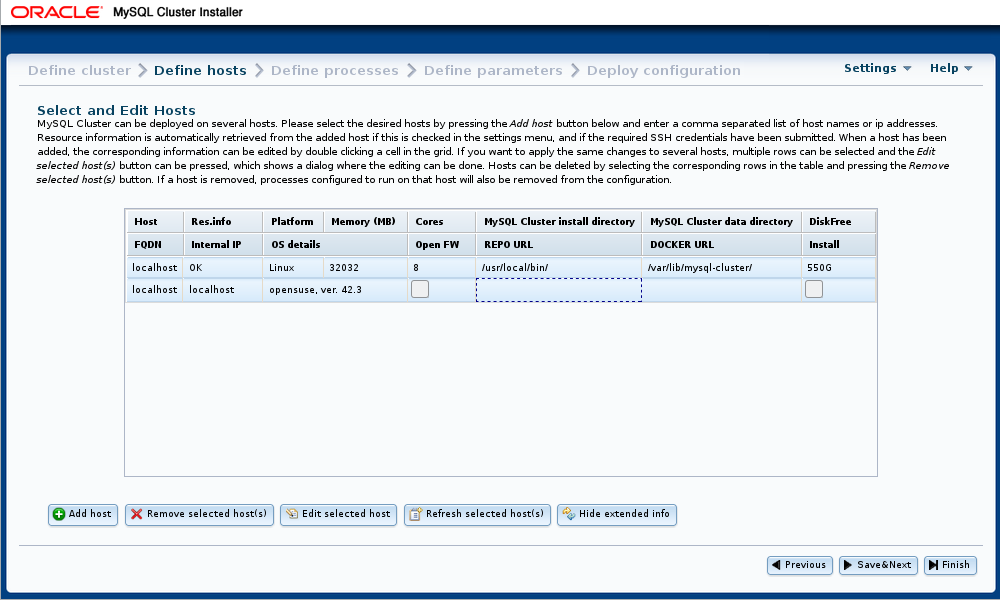 ORACLE MySQL Cluster Installer
Define cluster Define hosts Define processes Define parameters Deploy configuration Settings Help
Select and Edit Hosts
MySQL Cluster can be deployed on several hosts. Please select the desired hosts by pressing the Add host button below and enter a comma separated list of host names or ip addresses.
Resource information is automatically retrieved from the added host if this is checked in the settings menu, and if the required SSH credentials have been submitted. When a host has been
added, the corresponding information can be edited by double clicking a cell in the grid. If you want to apply the same changes to several hosts, multiple rows can be selected and the Edit
selected host(s) button can be pressed, which shows a dialog where the editing can be done. Hosts can be deleted by selecting the corresponding rows in the table and pressing the Remove
selected host(s) button. If a host is removed, processes configured to run on that host will also be removed from the configuration.
Host Res.info Platform Memory (MB) Cores MySQL Cluster install directory MySQL Cluster data directory DiskFree
FQDN Internal IP OS details Open FW REPO URL DOCKER URL Install
localhost OK Linux 32032 8 /usr/local/bin/ /var/lib/mysql-cluster/ 550G
localhost localhost opensuse, ver. 42.3
Add host Remove selected host(s) Edit selected host Refresh selected host(s) Hide extended info
Previous Save&Next Finish